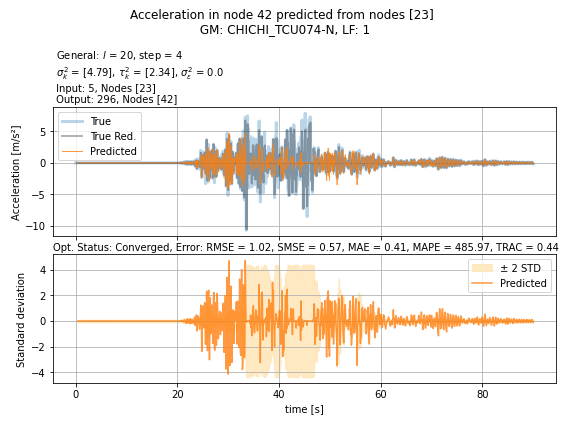 Acceleration in node 42 predicted from nodes [23]
GM: CHICHI_TCU074-N, LF: 1
General: l = 20, step = 4
σ²_k = [4.79], τ²_k = [2.34], σ²_ε = 0.0
Input: 5, Nodes [23]
Output: 296, Nodes [42]
True
True Red.
Predicted
Acceleration [m/s²]
5
0
−5
−10
Opt. Status: Converged, Error: RMSE = 1.02, SMSE = 0.57, MAE = 0.41, MAPE = 485.97, TRAC = 0.44
± 2 STD
Predicted
Standard deviation
4
2
0
−2
−4
0 20 40 60 80
time [s]